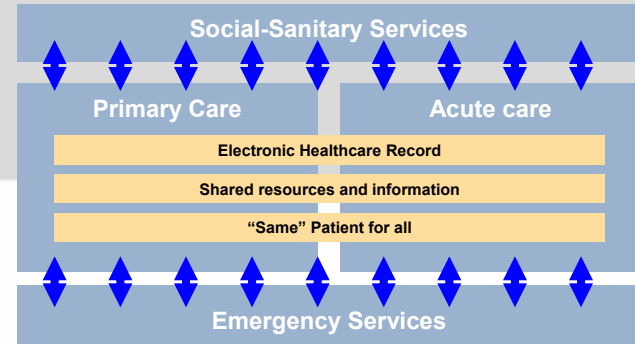 Social-Sanitary Services
Primary Care
Acute care
Electronic Healthcare Record
Shared resources and information
“Same” Patient for all
Emergency Services